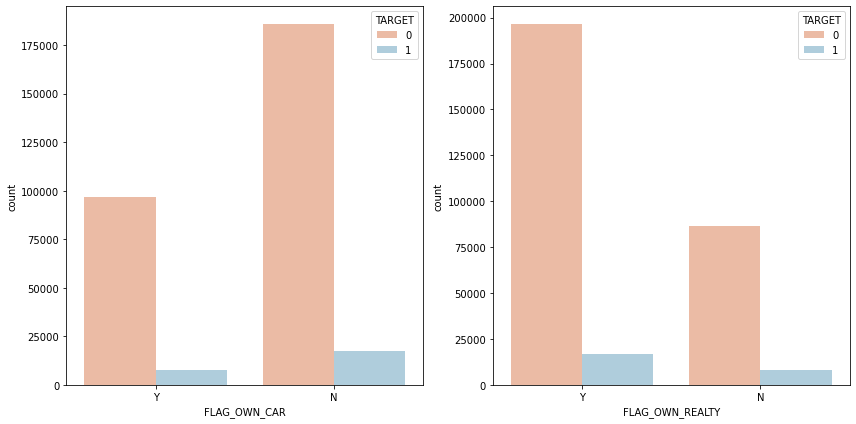 TARGET
0
1
175000
150000
125000
100000
75000
50000
25000
0
count
Y
N
FLAG_OWN_CAR
TARGET
0
1
200000
175000
150000
125000
100000
75000
50000
25000
0
count
Y
N
FLAG_OWN_REALTY